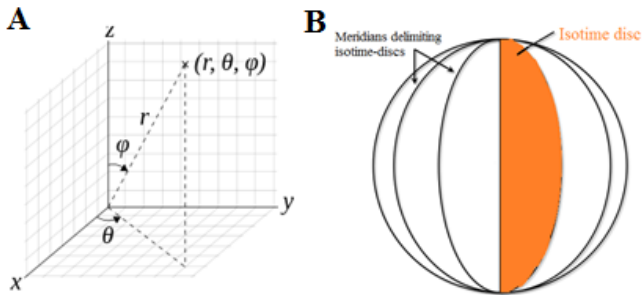 A
z
(r, θ, φ)
r
φ
y
θ
x
B
Meridians delimiting
isotime-discs
Isotime disc